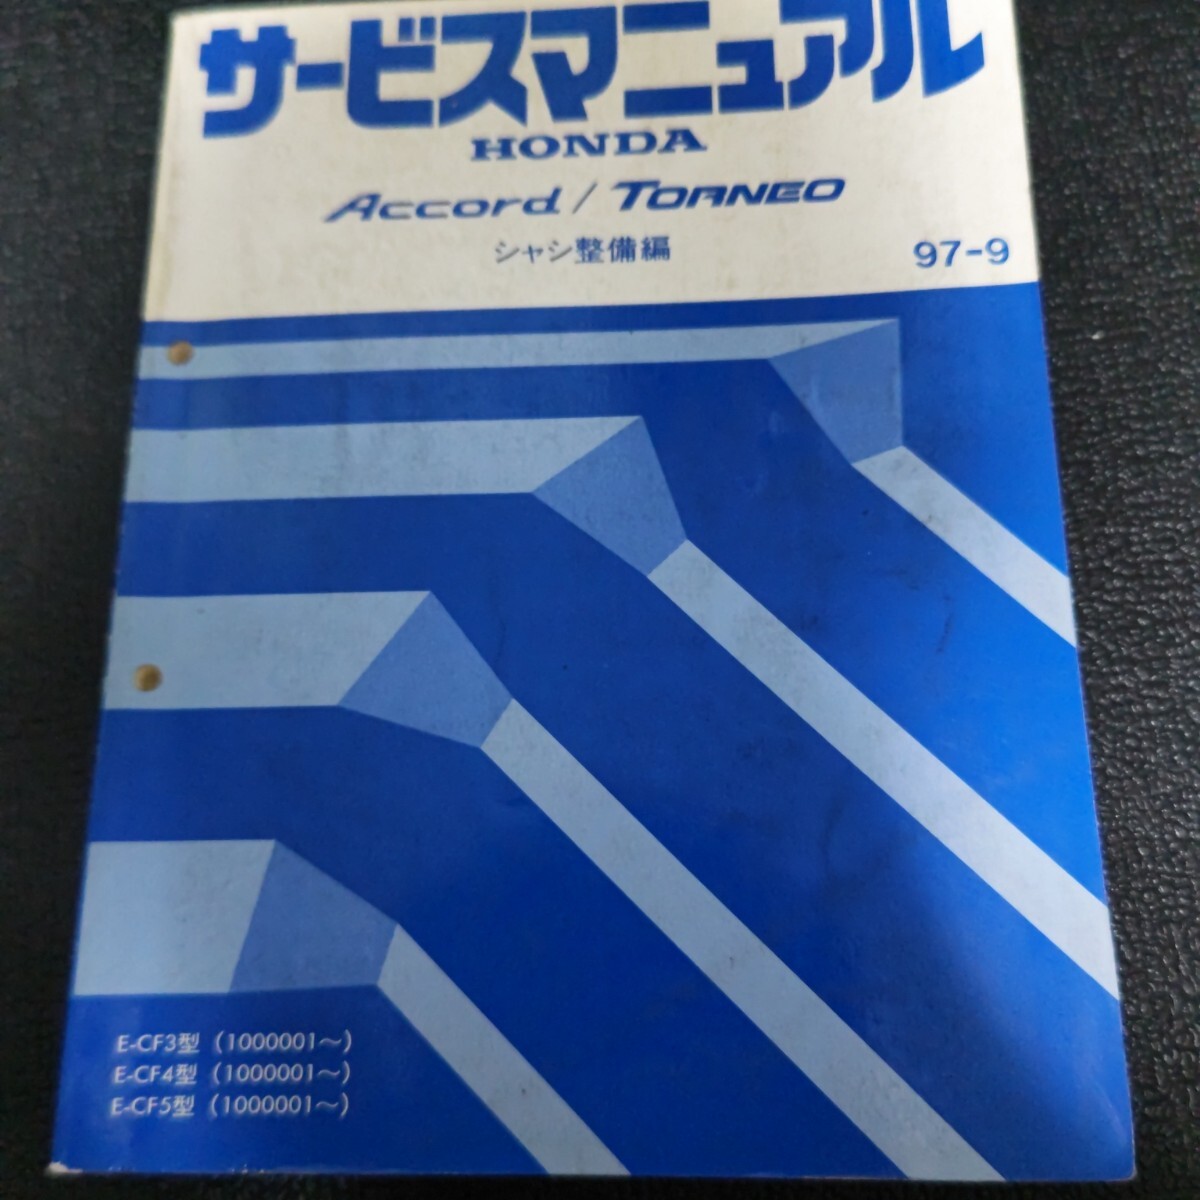 サービスマニュアル
HONDA
Accord / TORNEO
シャシ整備編
97-9
E-CF3型 (1000001～)
E-CF4型 (1000001～)
E-CF5型 (1000001～)